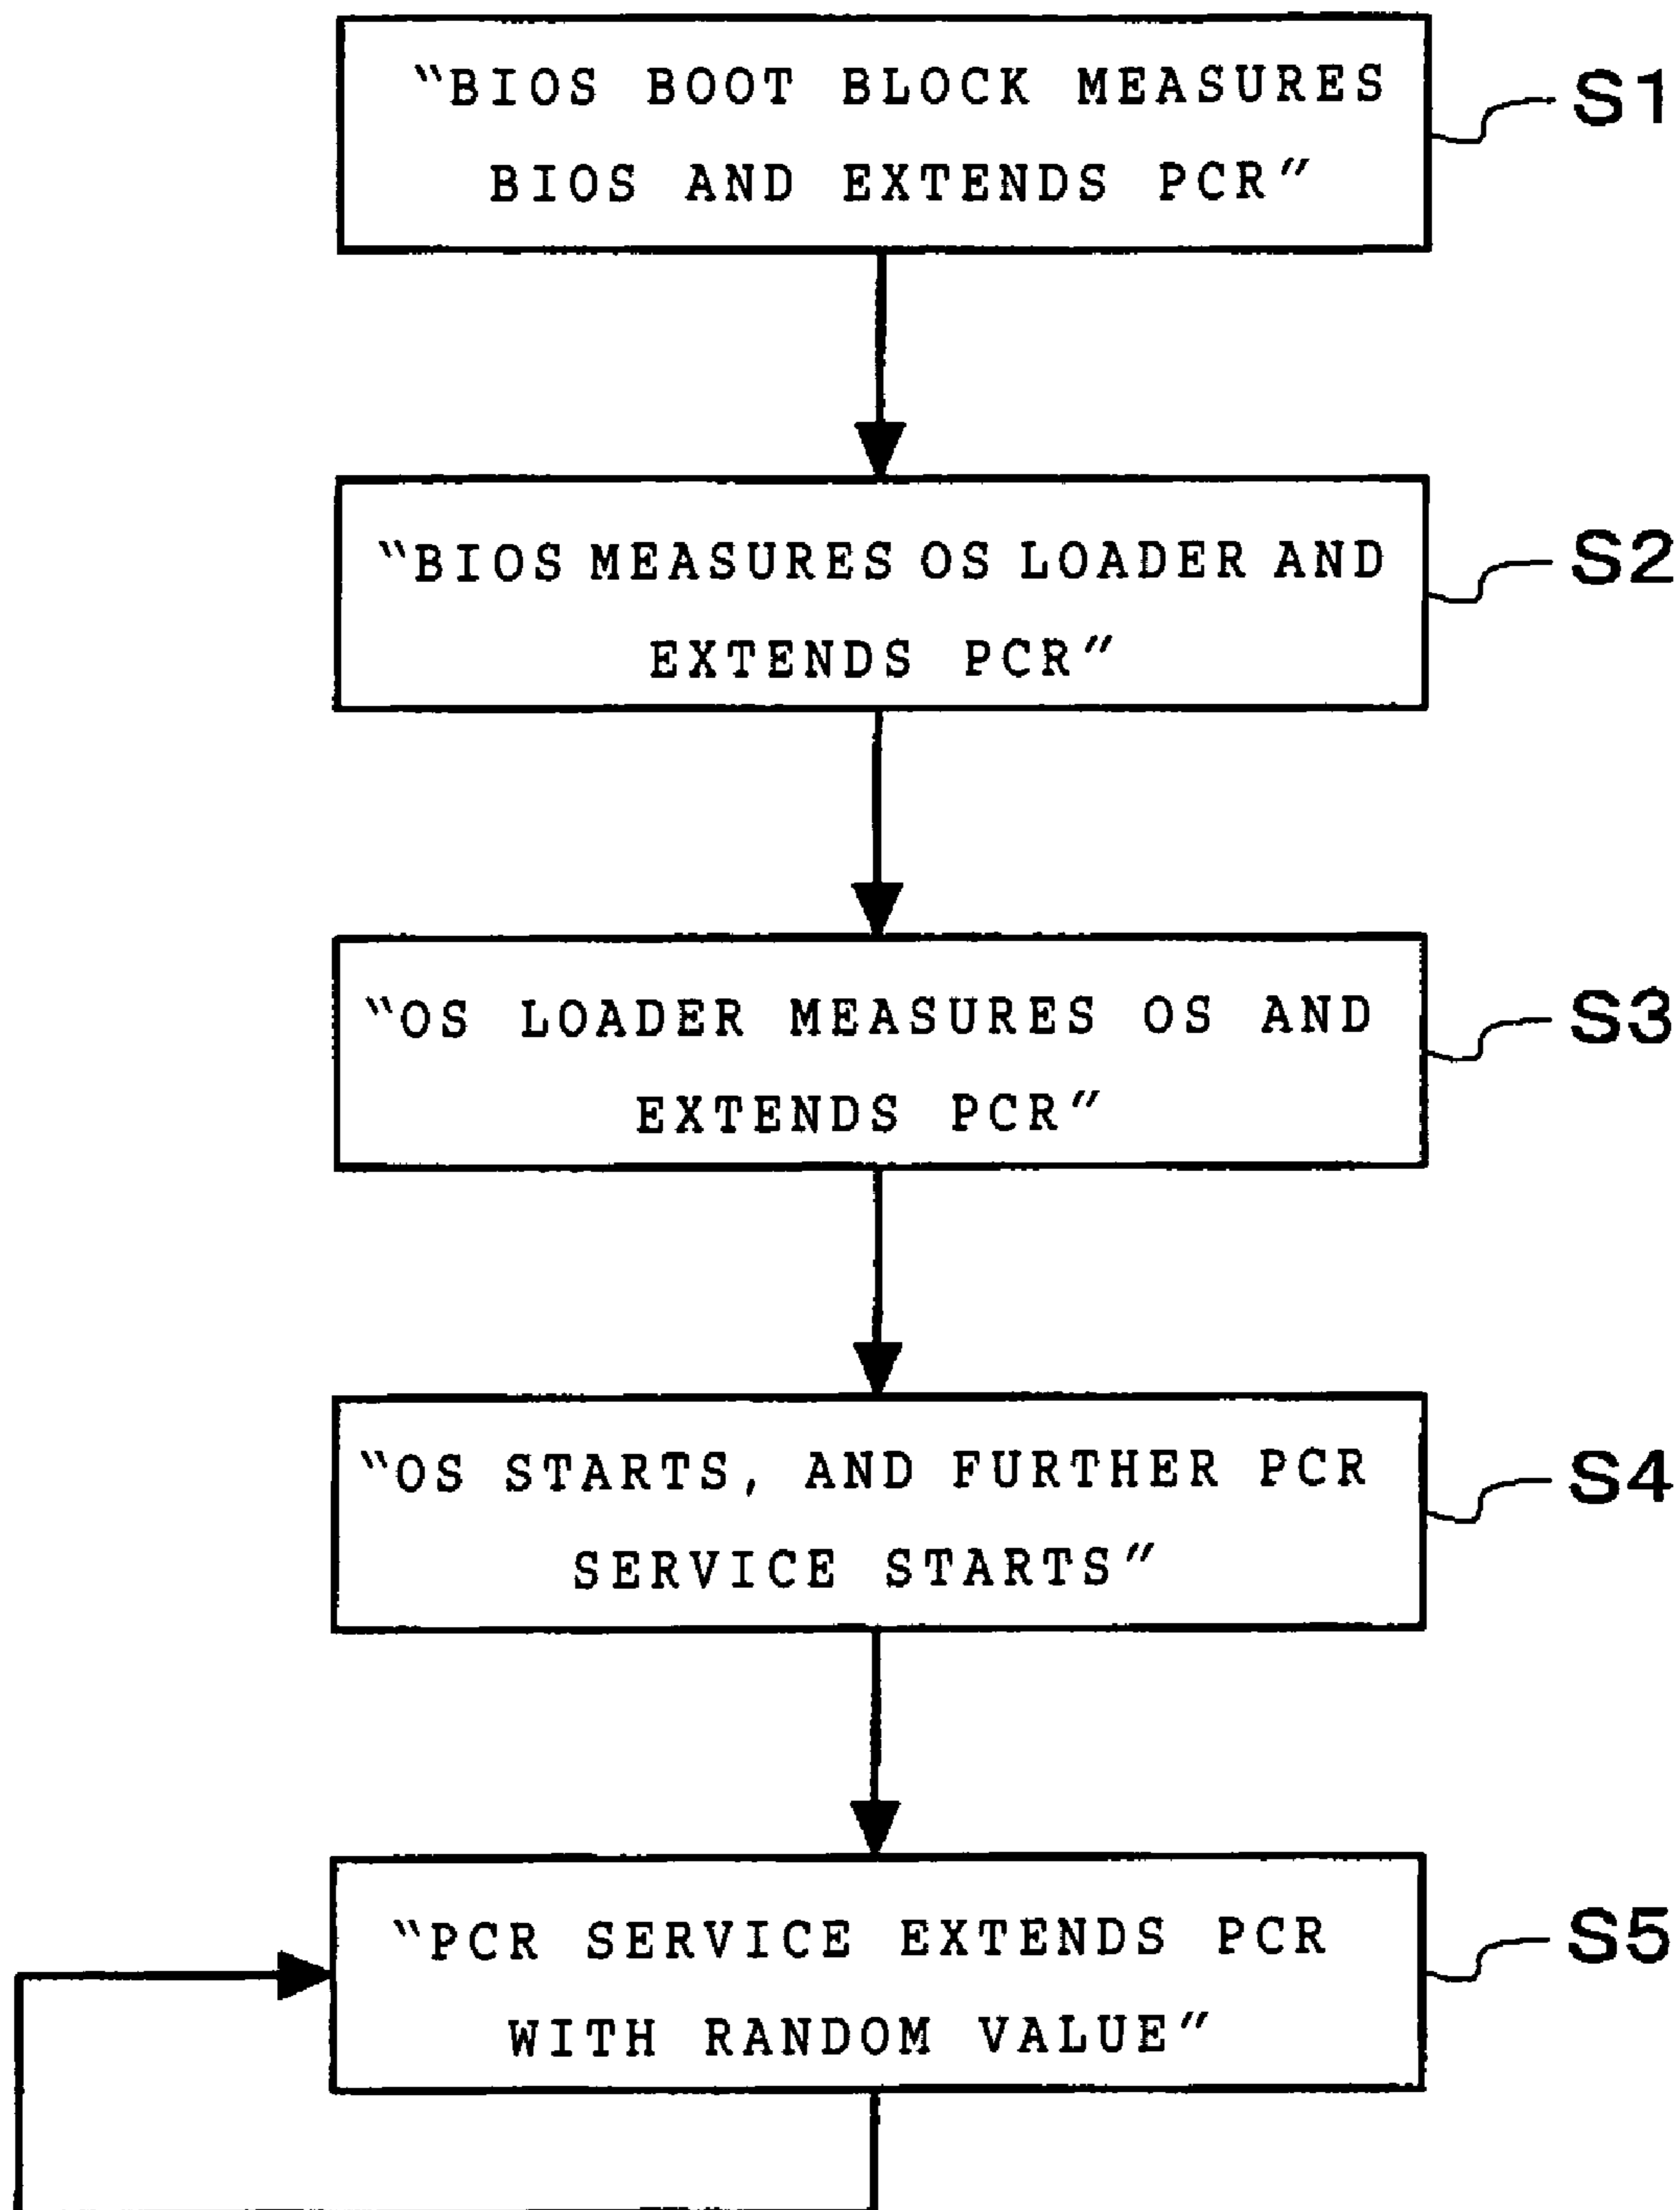 “BIOS BOOT BLOCK MEASURES
BIOS AND EXTENDS PCR”
S1
“BIOS MEASURES OS LOADER AND
EXTENDS PCR”
S2
“OS LOADER MEASURES OS AND
EXTENDS PCR”
S3
“OS STARTS, AND FURTHER PCR
SERVICE STARTS”
S4
“PCR SERVICE EXTENDS PCR
WITH RANDOM VALUE”
S5